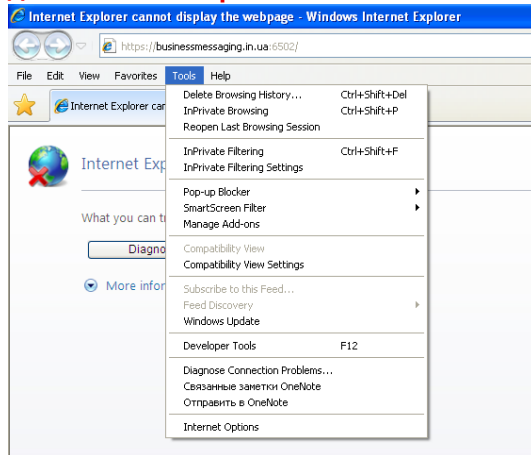 Internet Explorer cannot display the webpage - Windows Internet Explorer
https://businessmessaging.in.ua:6502/
File Edit View Favorites Tools Help
Internet Explorer car
Delete Browsing History... Ctrl+Shift+Del
InPrivate Browsing Ctrl+Shift+P
Reopen Last Browsing Session
InPrivate Filtering Ctrl+Shift+F
InPrivate Filtering Settings
Pop-up Blocker
SmartScreen Filter
Manage Add-ons
Compatibility View
Compatibility View Settings
Subscribe to this Feed...
Feed Discovery
Windows Update
Developer Tools F12
Diagnose Connection Problems...
Связанные заметки OneNote
Отправить в OneNote
Internet Options
Internet Exp
What you can t
Diagno
More infor